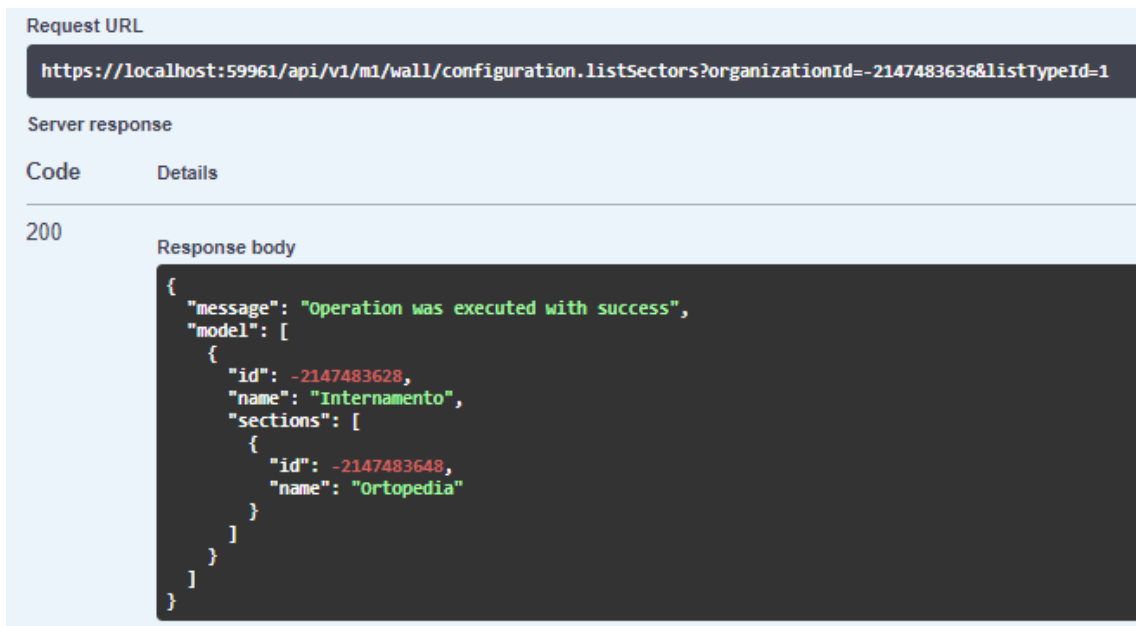 Request URL
https://localhost:59961/api/v1/m1/wall/configuration.listSectors?organizationId=-2147483636&listTypeId=1
Server response
Code Details
200
Response body
{
  "message": "Operation was executed with success",
  "model": [
    {
      "id": -2147483628,
      "name": "Internamento",
      "sections": [
        {
          "id": -2147483648,
          "name": "Ortopedia"
        }
      ]
    }
  ]
}